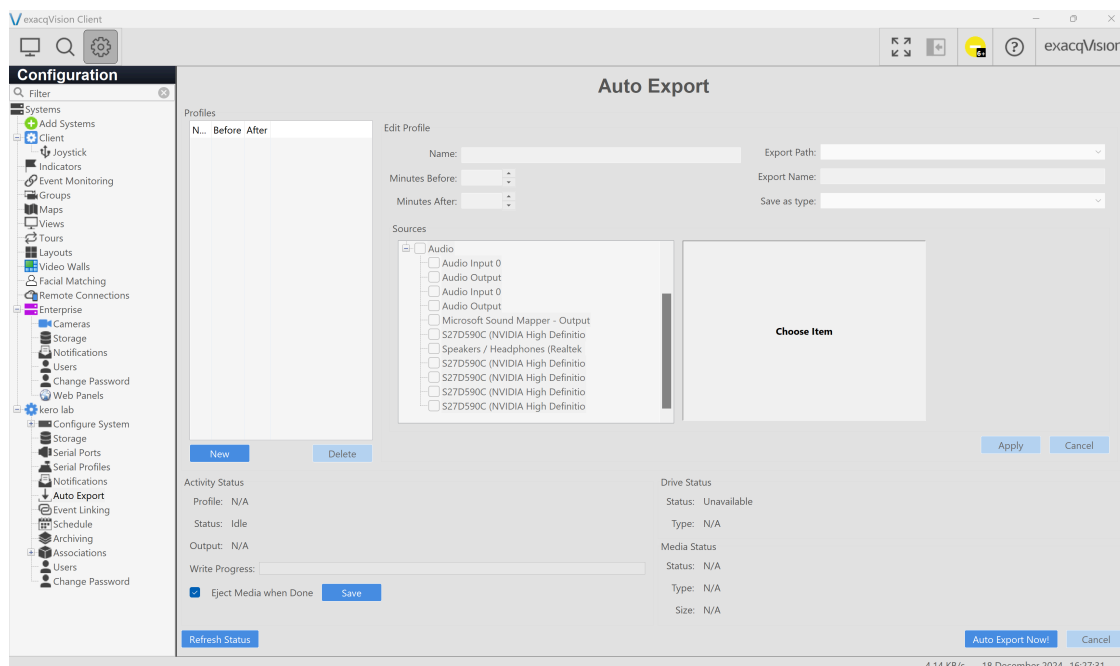 exacqVision Client
6+
?
exacqVision
Configuration
Filter
Systems
Add Systems
Client
Joystick
Indicators
Event Monitoring
Groups
Maps
Views
Tours
Layouts
Video Walls
Facial Matching
Remote Connections
Enterprise
Cameras
Storage
Notifications
Users
Change Password
Web Panels
kero lab
Configure System
Storage
Serial Ports
Serial Profiles
Notifications
Auto Export
Event Linking
Schedule
Archiving
Associations
Users
Change Password
Auto Export
Profiles
N... Before After
New Delete
Edit Profile
Name:
Minutes Before:
Minutes After:
Export Path:
Export Name:
Save as type:
Sources
Audio
Audio Input 0
Audio Output
Audio Input 0
Audio Output
Microsoft Sound Mapper - Output
S27D590C (NVIDIA High Definitio
Speakers / Headphones (Realtek
S27D590C (NVIDIA High Definitio
S27D590C (NVIDIA High Definitio
S27D590C (NVIDIA High Definitio
S27D590C (NVIDIA High Definitio
Choose Item
Apply Cancel
Activity Status
Profile: N/A
Status: Idle
Output: N/A
Write Progress:
Eject Media when Done Save
Drive Status
Status: Unavailable
Type: N/A
Media Status
Status: N/A
Type: N/A
Size: N/A
Refresh Status
Auto Export Now! Cancel
4.14 KB/s 18 December 2024 16:27:31